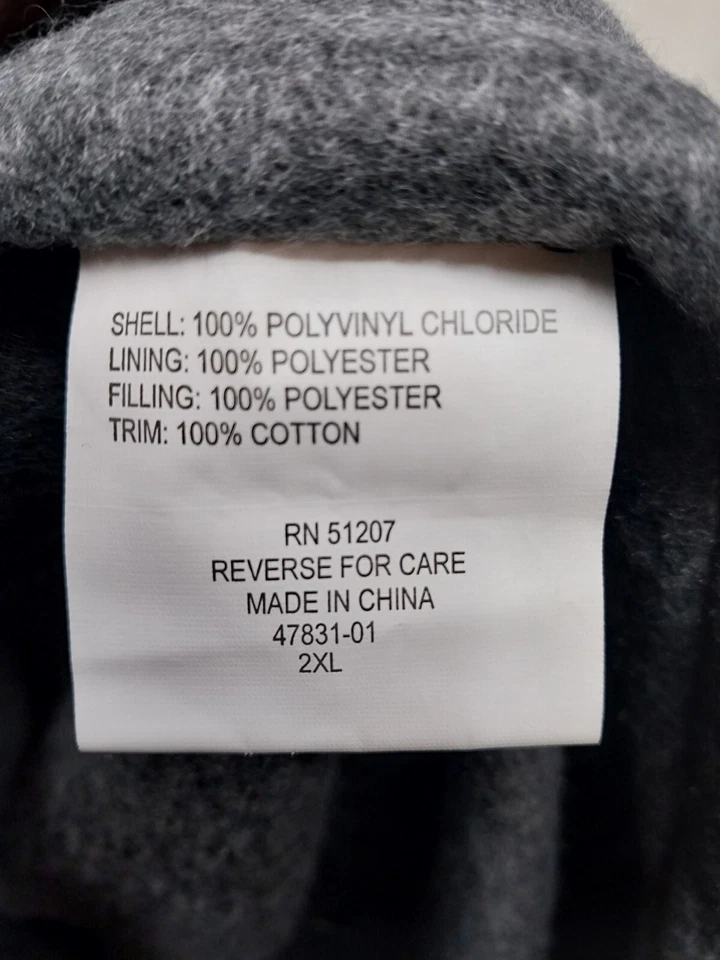 SHELL: 100% POLYVINYL CHLORIDE
LINING: 100% POLYESTER
FILLING: 100% POLYESTER
TRIM: 100% COTTON
RN 51207
REVERSE FOR CARE
MADE IN CHINA
47831-01
2XL